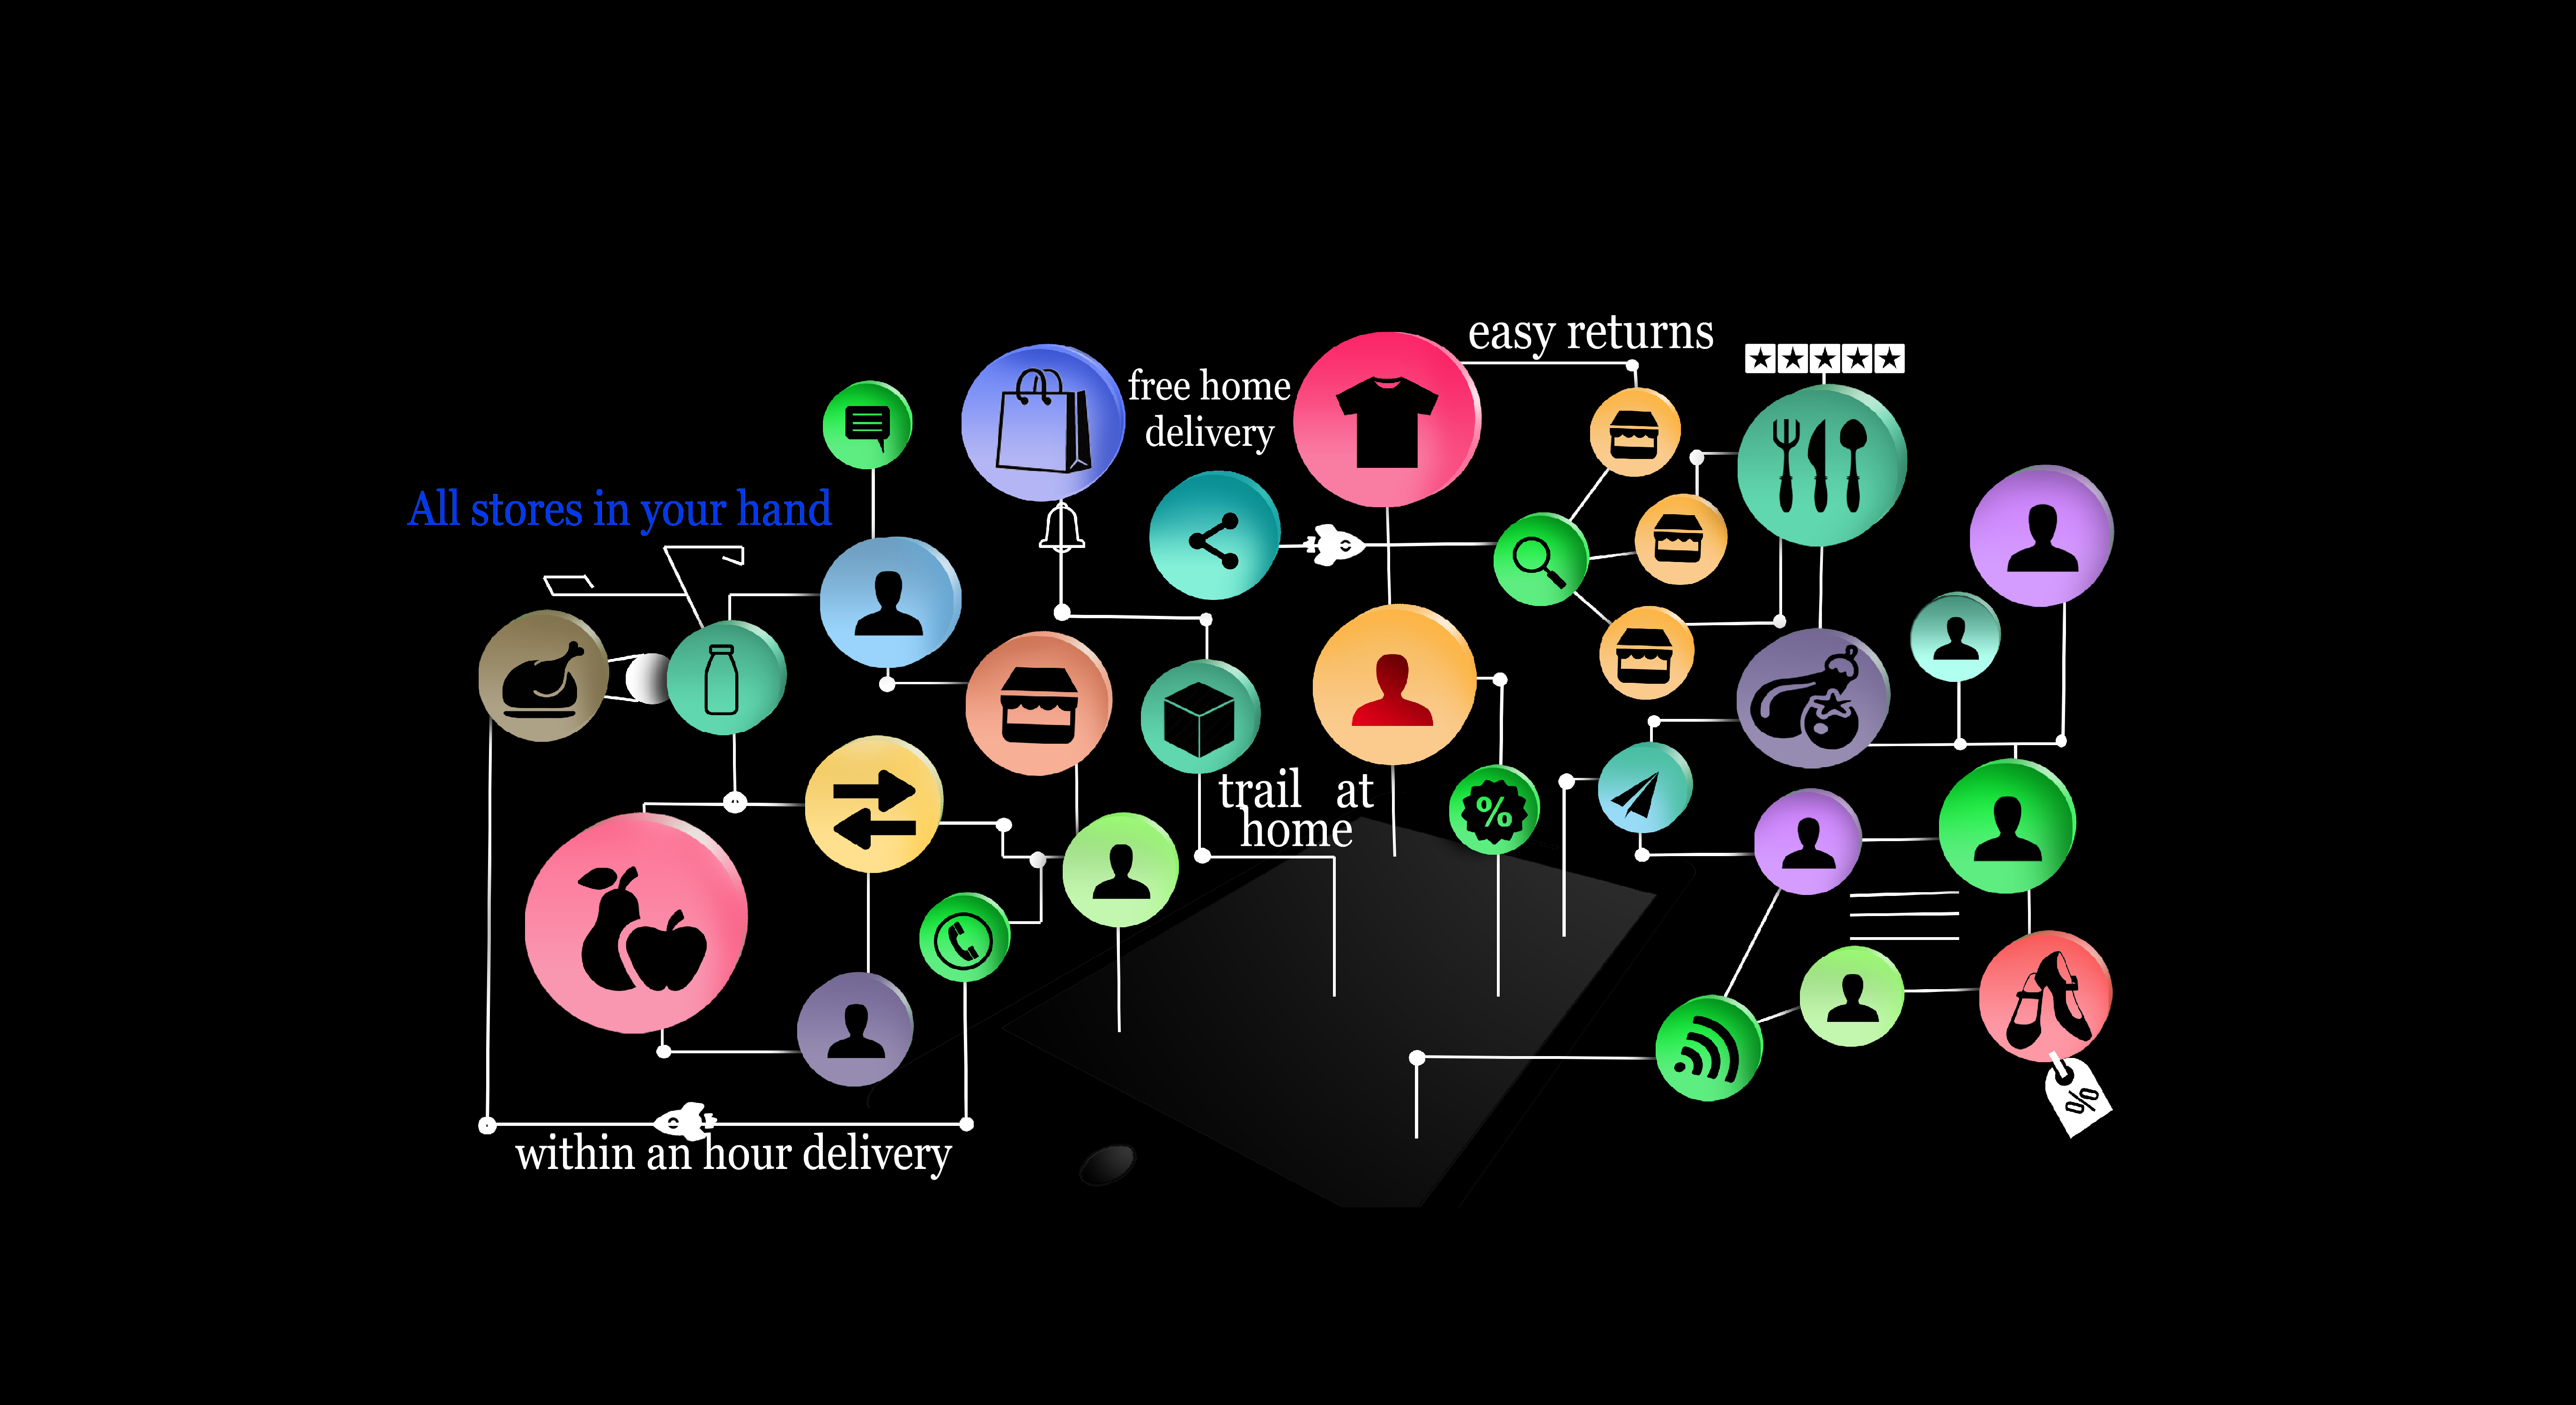 easy returns
free home
delivery
All stores in your hand
trail at
home
%
%
within an hour delivery